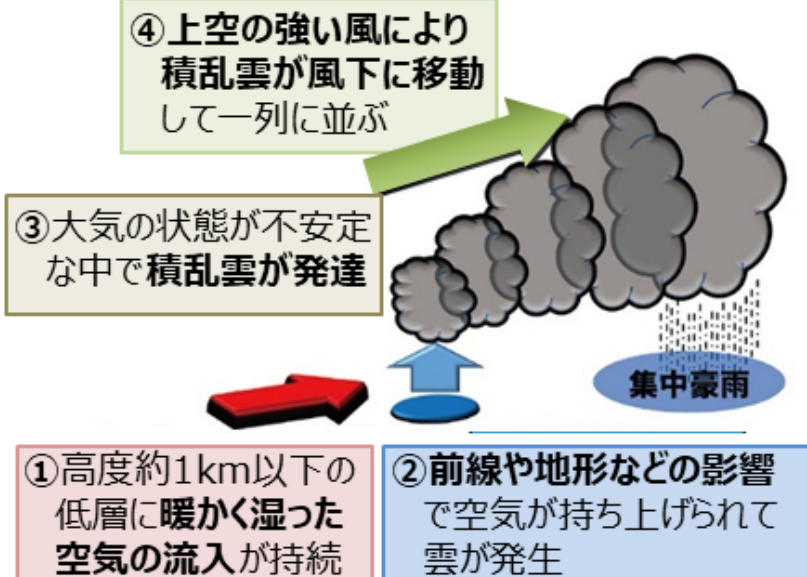 ④上空の強い風により
積乱雲が風下に移動
して一列に並ぶ
③大気の状態が不安定
な中で積乱雲が発達
集中豪雨
①高度約1km以下の
低層に暖かく湿った
空気の流入が持続
②前線や地形などの影響
で空気が持ち上げられて
雲が発生